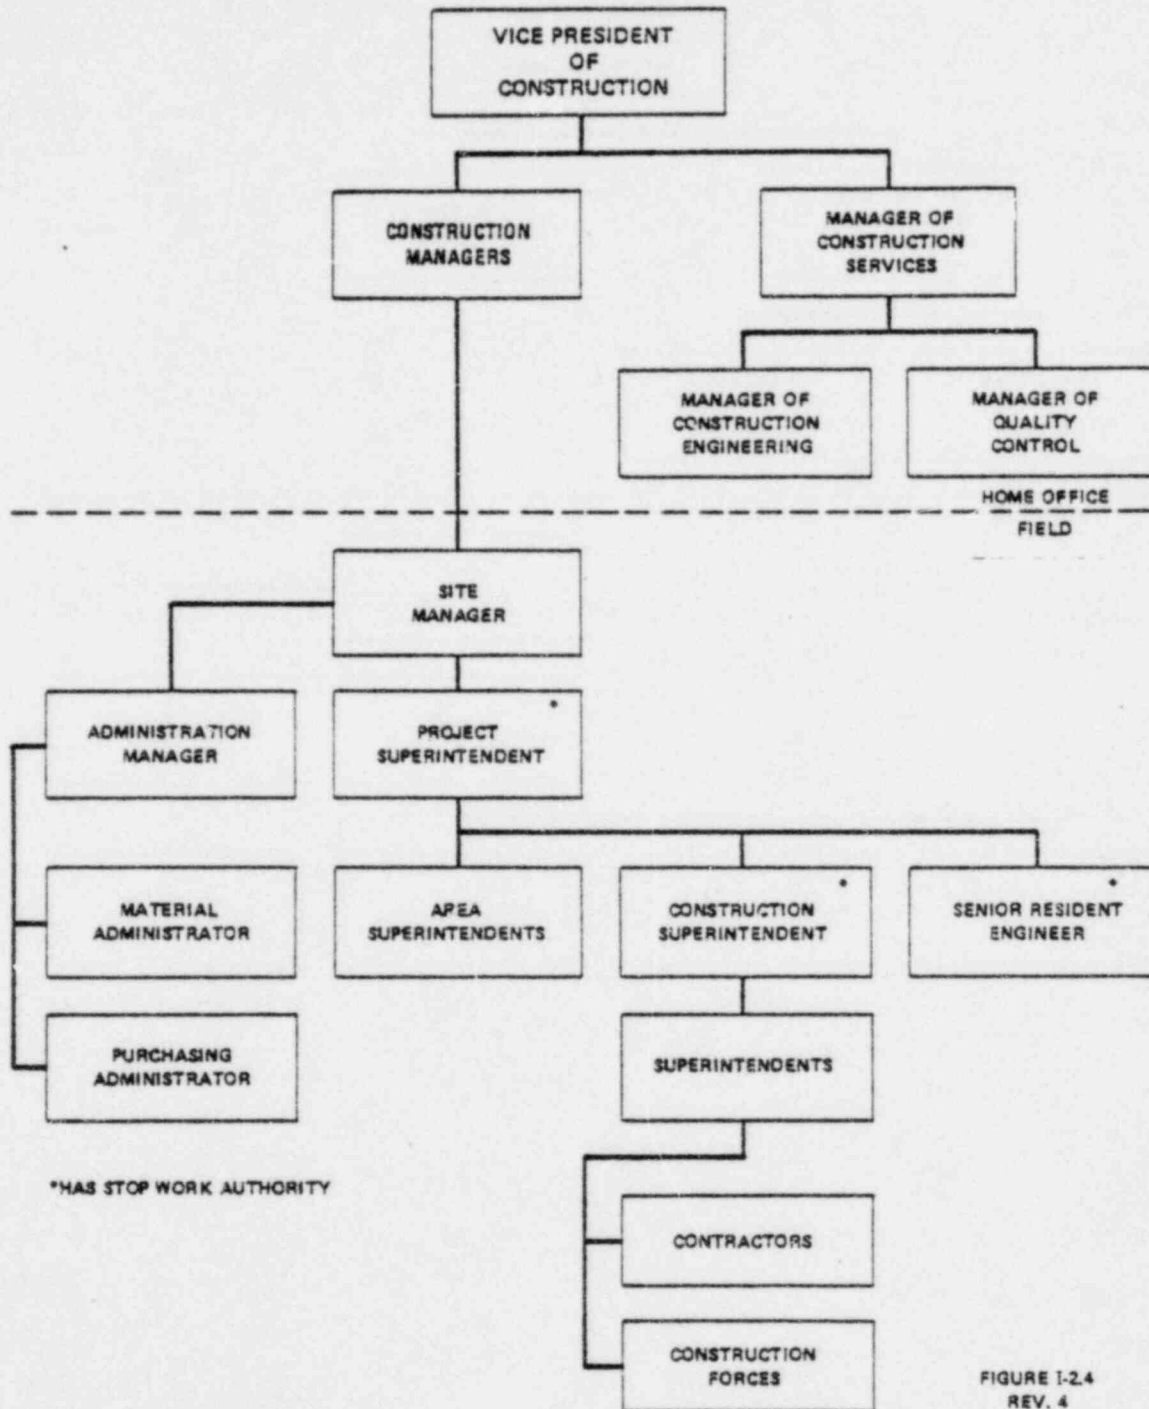 VICE PRESIDENT
OF
CONSTRUCTION
CONSTRUCTION
MANAGERS
MANAGER OF
CONSTRUCTION
SERVICES
MANAGER OF
CONSTRUCTION
ENGINEERING
MANAGER OF
QUALITY
CONTROL
HOME OFFICE
FIELD
SITE
MANAGER
ADMINISTRATION
MANAGER
*
PROJECT
SUPERINTENDENT
MATERIAL
ADMINISTRATOR
AREA
SUPERINTENDENTS
*
CONSTRUCTION
SUPERINTENDENT
*
SENIOR RESIDENT
ENGINEER
PURCHASING
ADMINISTRATOR
SUPERINTENDENTS
*HAS STOP WORK AUTHORITY
CONTRACTORS
CONSTRUCTION
FORCES
FIGURE I-2.4
REV. 4